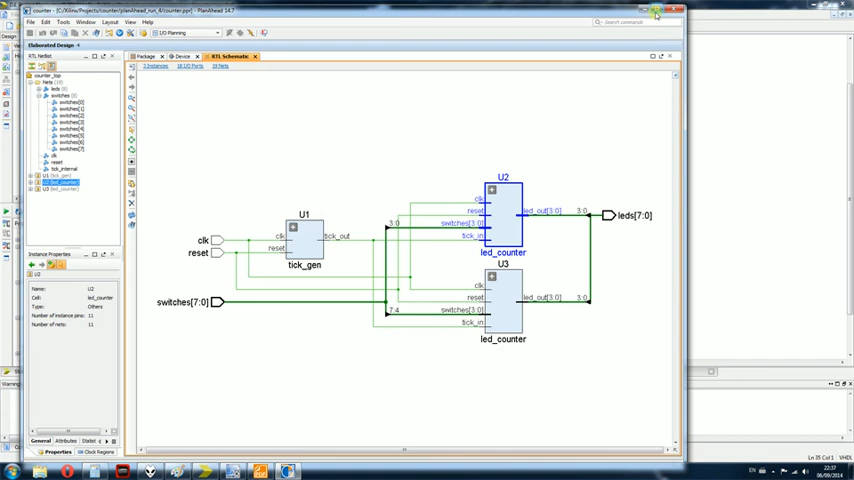 counter - [C:/Xilinx/Projects/counter/planAhead_run_4/counter.ppr] - PlanAhead 14.7
File Edit Tools Window Layout View Help
Search commands
I/O Planning
Elaborated Design
RTL Netlist
Package
Device
RTL Schematic
2 Instances
18 I/O Ports
19 Nets
counter_top
Nets (19)
leds (8)
switches (8)
switches[0]
switches[1]
switches[2]
switches[3]
switches[4]
switches[5]
switches[6]
switches[7]
clk
reset
tick_internal
U1 (tick_gen)
U2 (led_counter)
U3 (led_counter)
Instance Properties
U2
Name: U2
Cell: led_counter
Type: Others
Number of instance pins: 11
Number of nets: 11
General Attributes Statist
Properties
Clock Regions
clk
reset
switches[7:0]
U1
clk
reset
tick_out
tick_gen
3:0
7:4
U2
clk
reset
switches[3:0]
tick_in
led_out[3:0]
3:0
led_counter
leds[7:0]
U3
clk
reset
switches[3:0]
tick_in
led_out[3:0]
3:0
led_counter
Ln 35 Col 1
VHDL
EN
22:37
06/09/2014